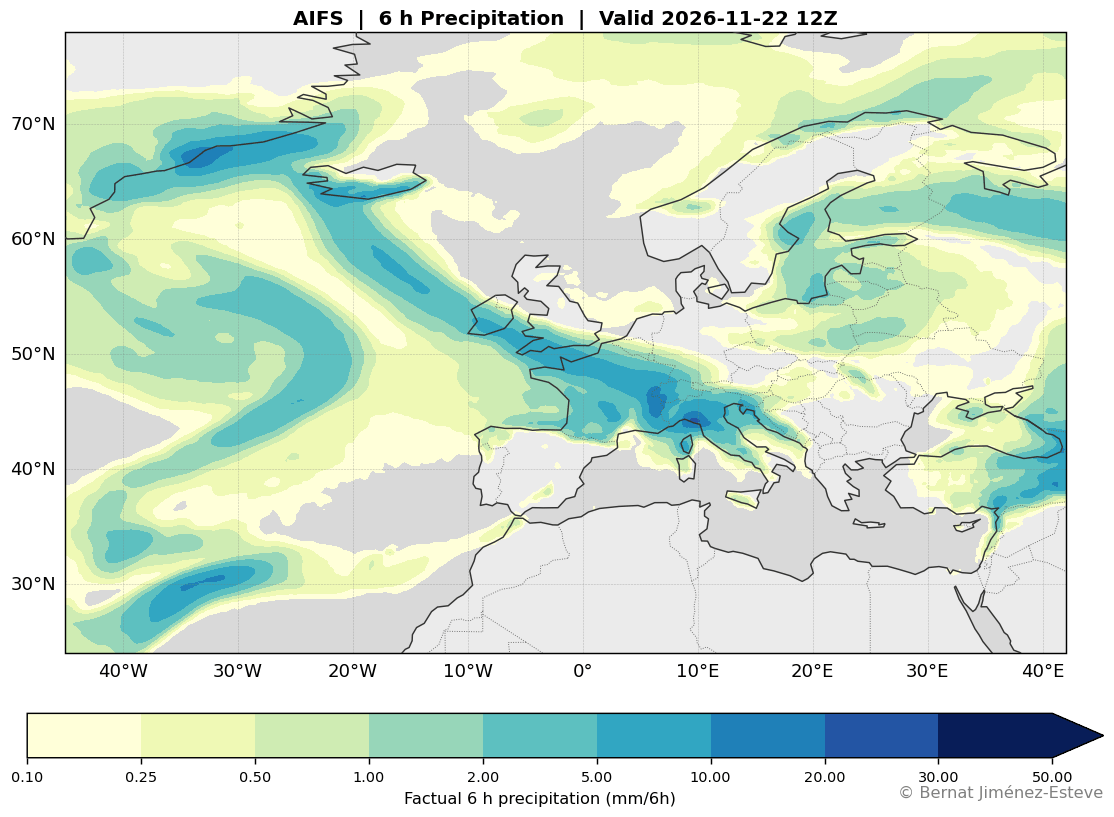 AIFS | 6 h Precipitation | Valid 2026-11-22 12Z
70°N
60°N
50°N
40°N
30°N
40°W 30°W 20°W 10°W 0° 10°E 20°E 30°E 40°E
0.10 0.25 0.50 1.00 2.00 5.00 10.00 20.00 30.00 50.00
Factual 6 h precipitation (mm/6h)
© Bernat Jiménez-Esteve